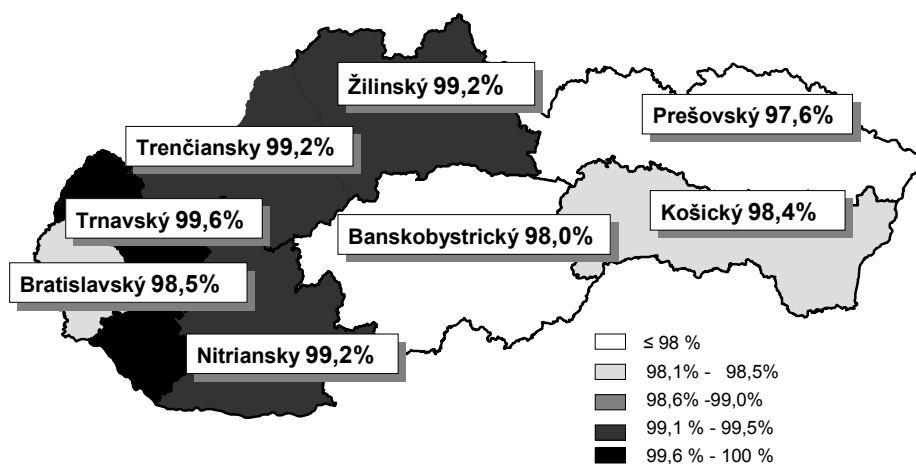 Žilinský 99,2%
Prešovský 97,6%
Trenčiansky 99,2%
Trnavský 99,6%
Košický 98,4%
Banskobystrický 98,0%
Bratislavský 98,5%
Nitriansky 99,2%
≤ 98 %
98,1% - 98,5%
98,6% -99,0%
99,1 % - 99,5%
99,6 % - 100 %